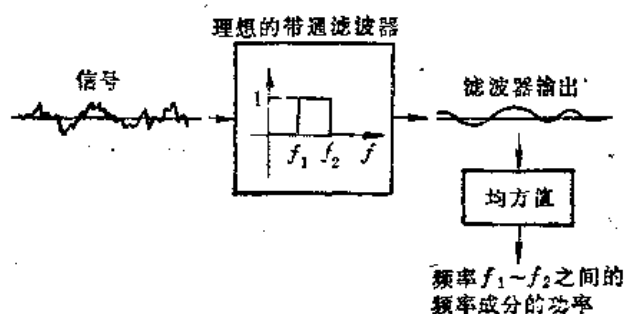 理想的带通滤波器
信号
1
f₁ f₂ f
滤波器输出
均方值
频率f₁~f₂之间的
频率成分的功率